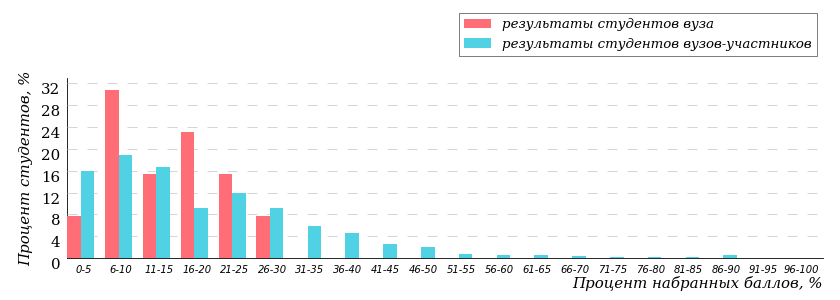 результаты студентов вуза
результаты студентов вузов-участников
Процент студентов, %
32
28
24
20
16
12
8
4
0
0-5 6-10 11-15 16-20 21-25 26-30 31-35 36-40 41-45 46-50 51-55 56-60 61-65 66-70 71-75 76-80 81-85 86-90 91-95 96-100
Процент набранных баллов, %